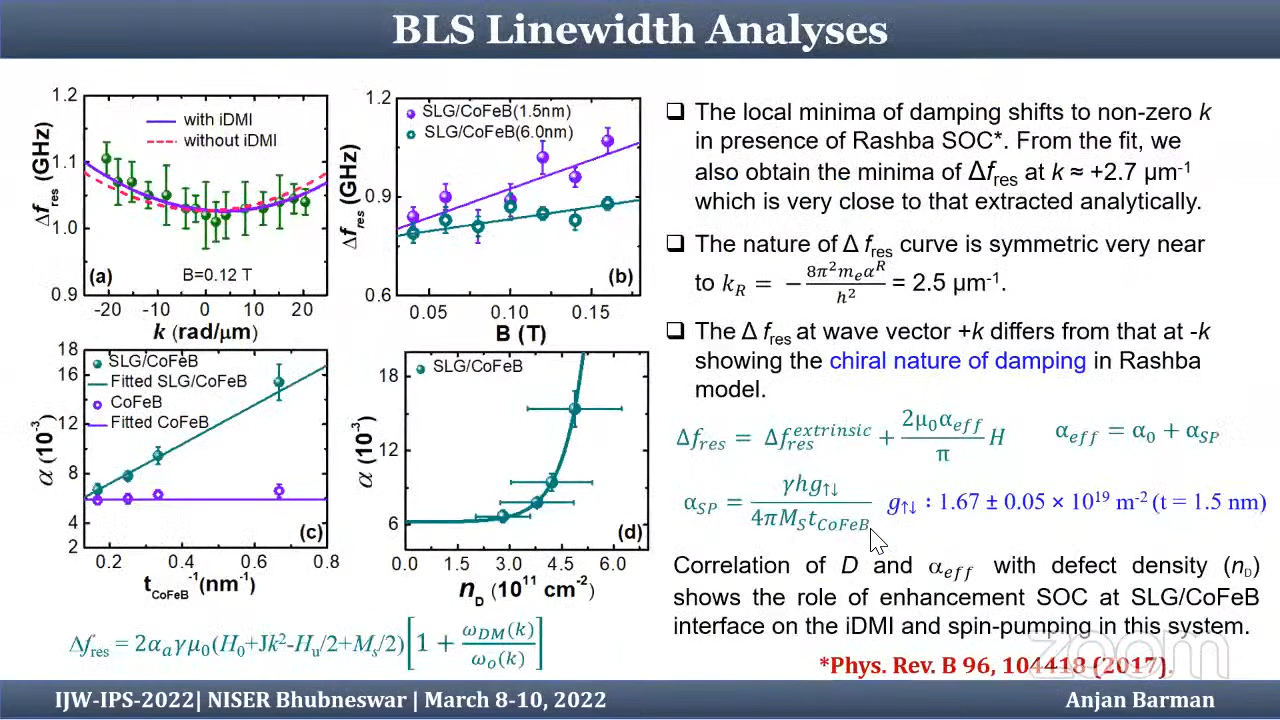 BLS Linewidth Analyses
1.2
1.1
1.0
0.9
Δf_res (GHz)
with iDMI
without iDMI
(a)
B=0.12 T
-20 -10 0 10 20
k (rad/μm)
1.2
0.9
0.6
Δf_res (GHz)
SLG/CoFeB(1.5nm)
SLG/CoFeB(6.0nm)
(b)
0.05 0.10 0.15
B (T)
18
16
12
8
6
4
2
α (10⁻³)
SLG/CoFeB
Fitted SLG/CoFeB
CoFeB
Fitted CoFeB
(c)
0.2 0.4 0.6 0.8
t_CoFeB⁻¹(nm⁻¹)
18
12
6
α (10⁻³)
SLG/CoFeB
(d)
0.0 1.5 3.0 4.5 6.0
n_D (10¹¹ cm⁻²)
Δf_res = 2α_aγμ₀(H₀+Jk²-H_u/2+M_s/2)[1 + ω_DM(k)/ω_o(k)]
❑ The local minima of damping shifts to non-zero k
in presence of Rashba SOC*. From the fit, we
also obtain the minima of Δf_res at k ≈ +2.7 μm⁻¹
which is very close to that extracted analytically.
❑ The nature of Δ f_res curve is symmetric very near
to k_R = − 8π²m_eα^R/h² = 2.5 μm⁻¹.
❑ The Δ f_res at wave vector +k differs from that at -k
showing the chiral nature of damping in Rashba
model.
Δf_res = Δf_res^extrinsic + 2μ₀α_eff/π H α_eff = α₀ + α_SP
α_SP = γhg↑↓/4πM_St_CoFeB g↑↓ : 1.67 ± 0.05 × 10¹⁹ m⁻² (t = 1.5 nm)
Correlation of D and α_eff with defect density (n_D)
shows the role of enhancement SOC at SLG/CoFeB
interface on the iDMI and spin-pumping in this system.
zoom
*Phys. Rev. B 96, 104418 (2017).
IJW-IPS-2022| NISER Bhubneswar | March 8-10, 2022
Anjan Barman